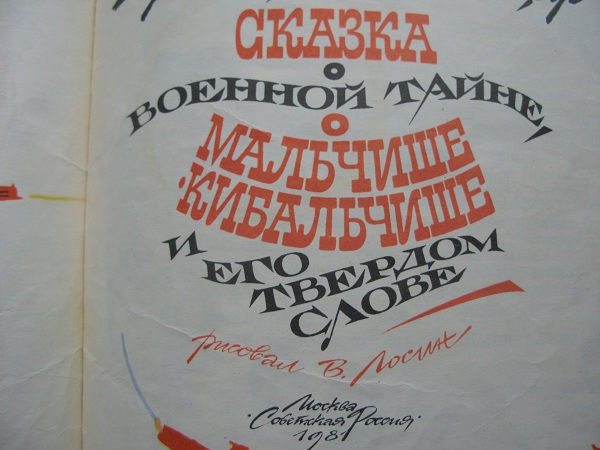 СКАЗКА
О
ВОЕННОЙ ТАЙНЕ,
О
МАЛЬЧИШЕ
-КИБАЛЬЧИШЕ
И ЕГО
ТВЕРДОМ
СЛОВЕ
рисовал В. Лосин
Москва
·Советская Россия·
1981